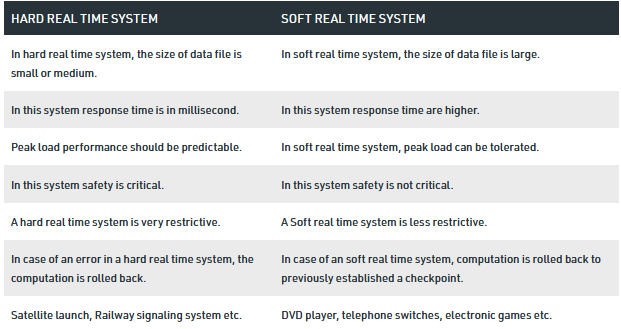 HARD REAL TIME SYSTEM SOFT REAL TIME SYSTEM
In hard real time system, the size of data file is In soft real time system, the size of data file is large.
small or medium.
In this system response time is in millisecond. In this system response time are higher.
Peak load performance should be predictable. In soft real time system, peak load can be tolerated.
In this system safety is critical. In this system safety is not critical.
A hard real time system is very restrictive. A Soft real time system is less restrictive.
In case of an error in a hard real time system, the In case of an soft real time system, computation is rolled back to
computation is rolled back. previously established a checkpoint.
Satellite launch, Railway signaling system etc. DVD player, telephone switches, electronic games etc.